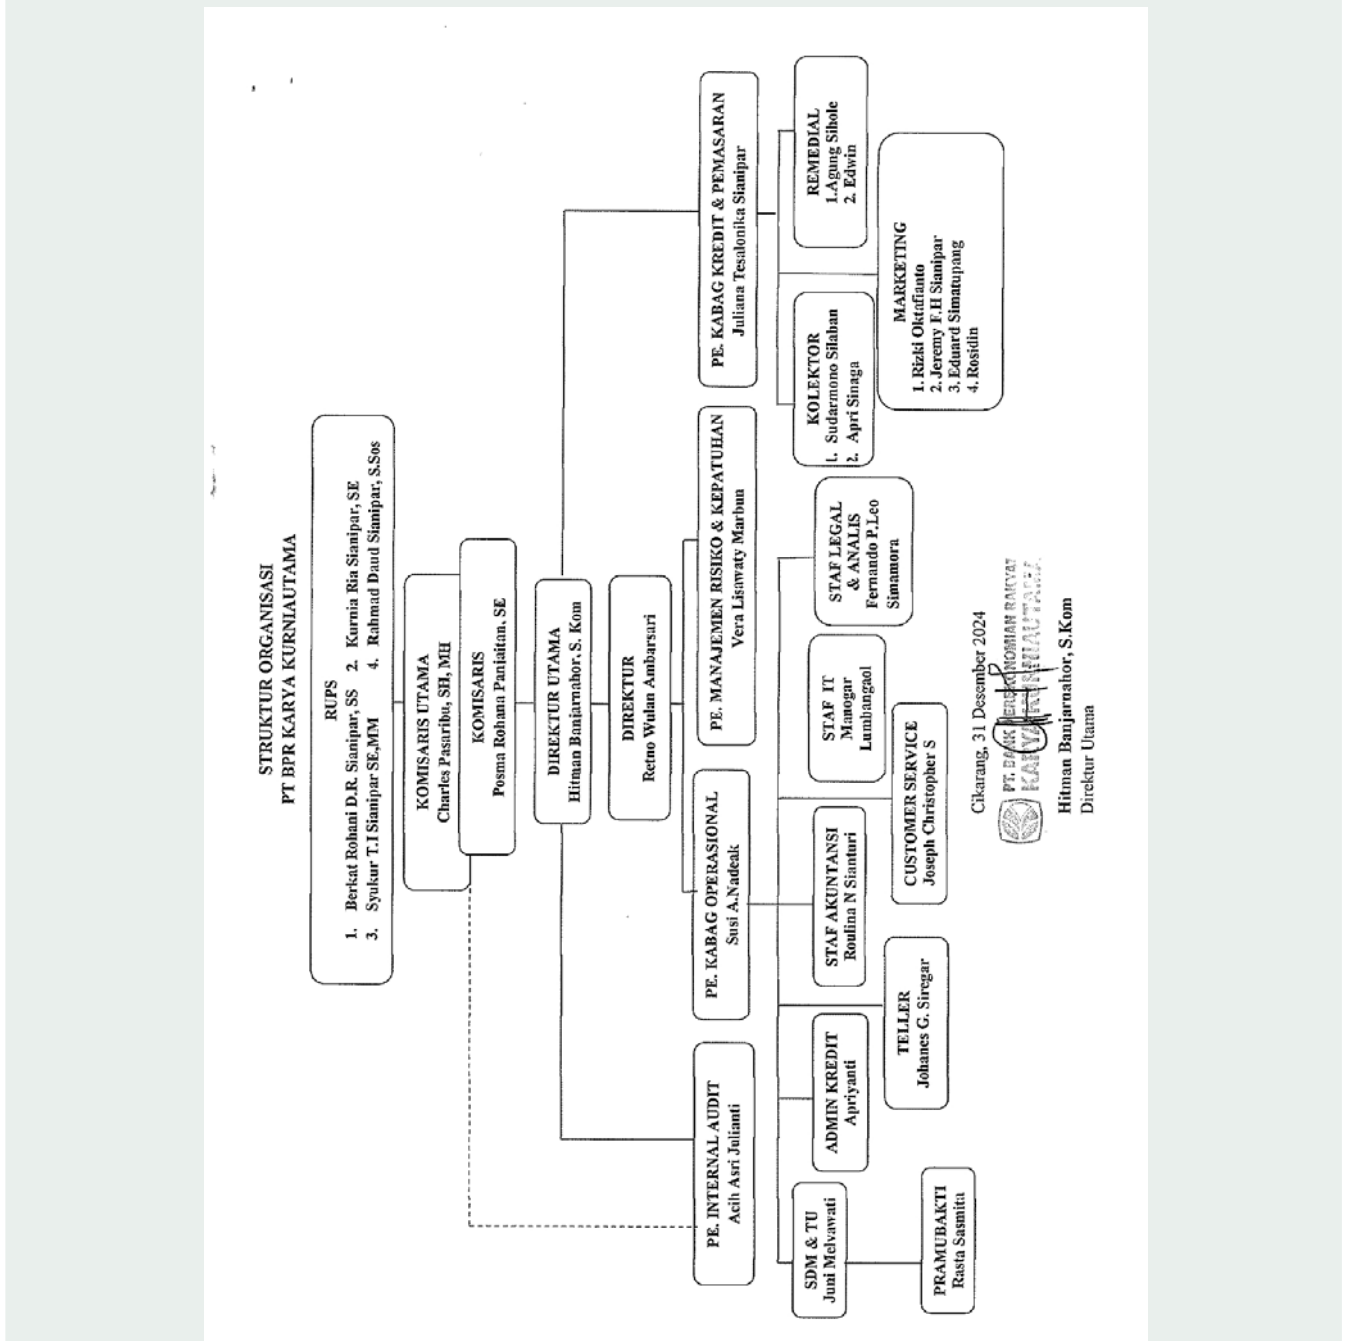 STRUKTUR ORGANISASI
PT BPR KARYA KURNIAUTAMA
RUPS
1. Berkat Rohani D.R. Sianipar, SS 2. Kurnia Ria Sianipar, SE
3. Syukur T.I Sianipar SE,MM 4. Rahmad Daud Sianipar, S.Sos
KOMISARIS UTAMA
Charles Pasaribu, SH, MH
KOMISARIS
Posma Rohana Panjaitan, SE
DIREKTUR UTAMA
Hitman Banjarnahor, S. Kom
DIREKTUR
Retno Wulan Ambarsari
PE. INTERNAL AUDIT
Acih Asri Julianti
PE. KABAG OPERASIONAL
Susi A.Nadeak
PE. MANAJEMEN RISIKO & KEPATUHAN
Vera Lisawaty Marbun
PE. KABAG KREDIT & PEMASARAN
Juliana Tesalonika Sianipar
SDM & TU
Juni Melvawati
ADMIN KREDIT
Apriyanti
STAF AKUNTANSI
Roulina N Sianturi
STAF IT
Manogar
Lumbangaol
STAF LEGAL
& ANALIS
Fernando P.Leo
Simamora
KOLEKTOR
1. Sudarmono Silaban
2. Apri Sinaga
REMEDIAL
1.Agung Sihole
2. Edwin
PRAMUBAKTI
Rasta Sasmita
TELLER
Johanes G. Siregar
CUSTOMER SERVICE
Joseph Christopher S
MARKETING
1. Rizki Oktafianto
2. Jeremy F.H Sianipar
3. Eduard Simatupang
4. Rosidin
Cikarang, 31 Desember 2024
PT. BANK PEREKONOMIAN RAKYAT
KARYA KURNIAUTAMA
Hitman Banjarnahor, S.Kom
Direktur Utama